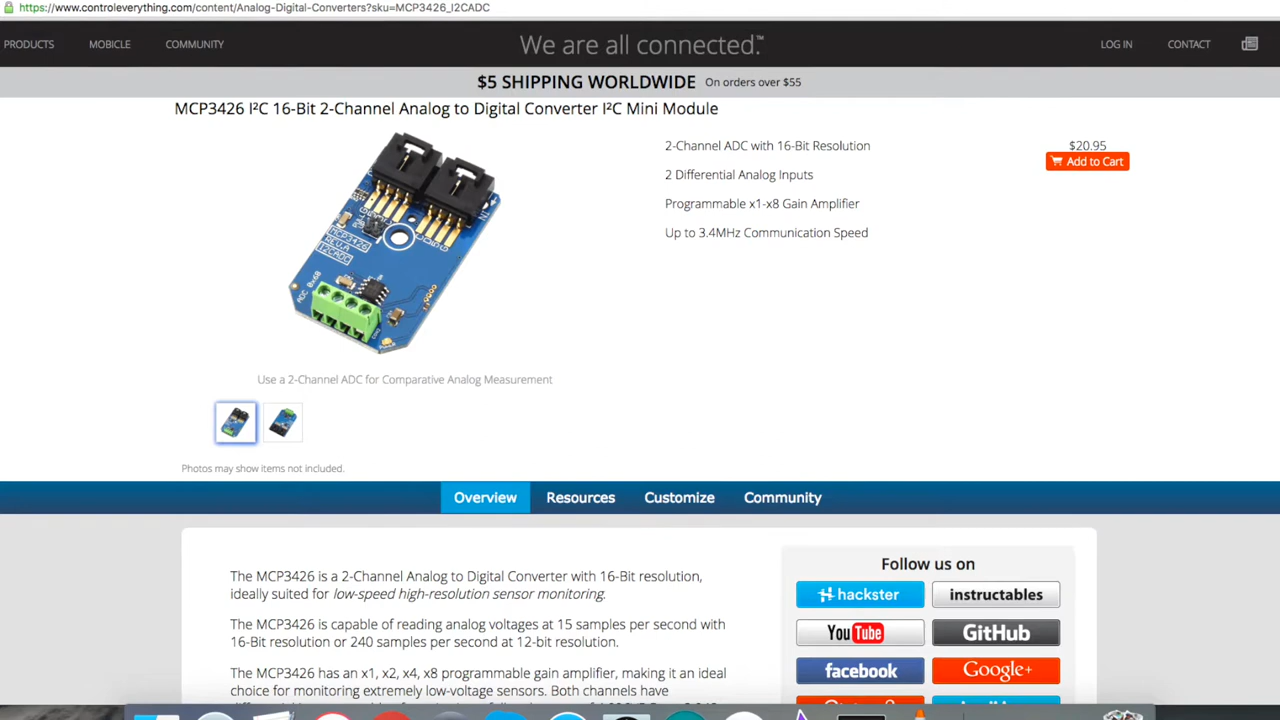 https://www.controleverything.com/content/Analog-Digital-Converters?sku=MCP3426_I2CADC
PRODUCTS MOBICLE COMMUNITY We are all connected.™ LOG IN CONTACT
$5 SHIPPING WORLDWIDE On orders over $55
MCP3426 I²C 16-Bit 2-Channel Analog to Digital Converter I²C Mini Module
2-Channel ADC with 16-Bit Resolution
$20.95
Add to Cart
2 Differential Analog Inputs
Programmable x1-x8 Gain Amplifier
Up to 3.4MHz Communication Speed
MCP3426
REV.A
I2CADC
ADC 0x68
Use a 2-Channel ADC for Comparative Analog Measurement
Photos may show items not included.
Overview Resources Customize Community
The MCP3426 is a 2-Channel Analog to Digital Converter with 16-Bit resolution,
ideally suited for low-speed high-resolution sensor monitoring.
The MCP3426 is capable of reading analog voltages at 15 samples per second with
16-Bit resolution or 240 samples per second at 12-bit resolution.
The MCP3426 has an x1, x2, x4, x8 programmable gain amplifier, making it an ideal
choice for monitoring extremely low-voltage sensors. Both channels have
Follow us on
hackster instructables
YouTube GitHub
facebook Google+